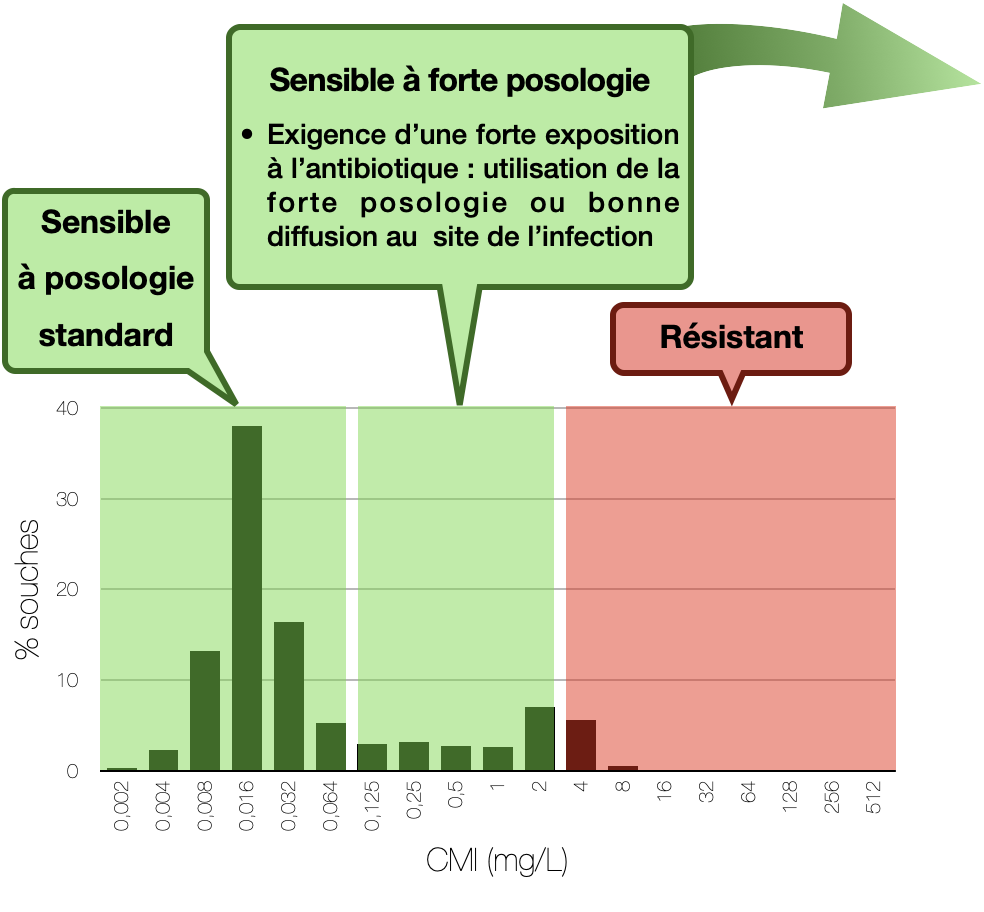 Sensible à forte posologie
• Exigence d’une forte exposition
à l’antibiotique : utilisation de la
forte posologie ou bonne
diffusion au site de l’infection
Sensible
à posologie
standard
Résistant
% souches
40
30
20
10
0
0,002
0,004
0,008
0,016
0,032
0,064
0,125
0,25
0,5
1
2
4
8
16
32
64
128
256
512
CMI (mg/L)